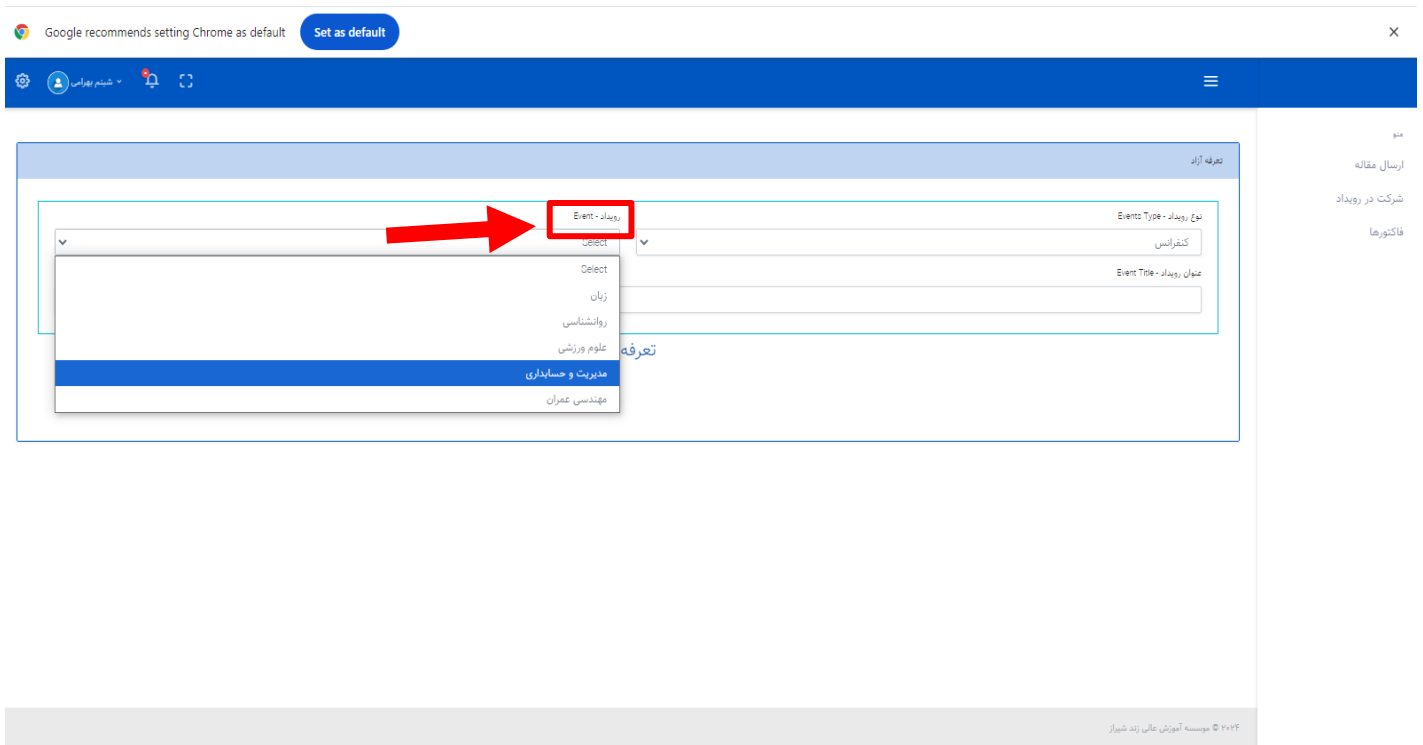 Google recommends setting Chrome as default
Set as default
شبنم بهرامی
منو
ارسال مقاله
شرکت در رویداد
فاکتورها
تعرفه آزاد
نوع رویداد - Events Type
رویداد - Event
کنفرانس
Select
عنوان رویداد - Event Title
Select
زبان
روانشناسی
علوم ورزشی
مدیریت و حسابداری
مهندسی عمران
تعرفه
۲۰۲۴ © موسسه آموزش عالی زند شیراز